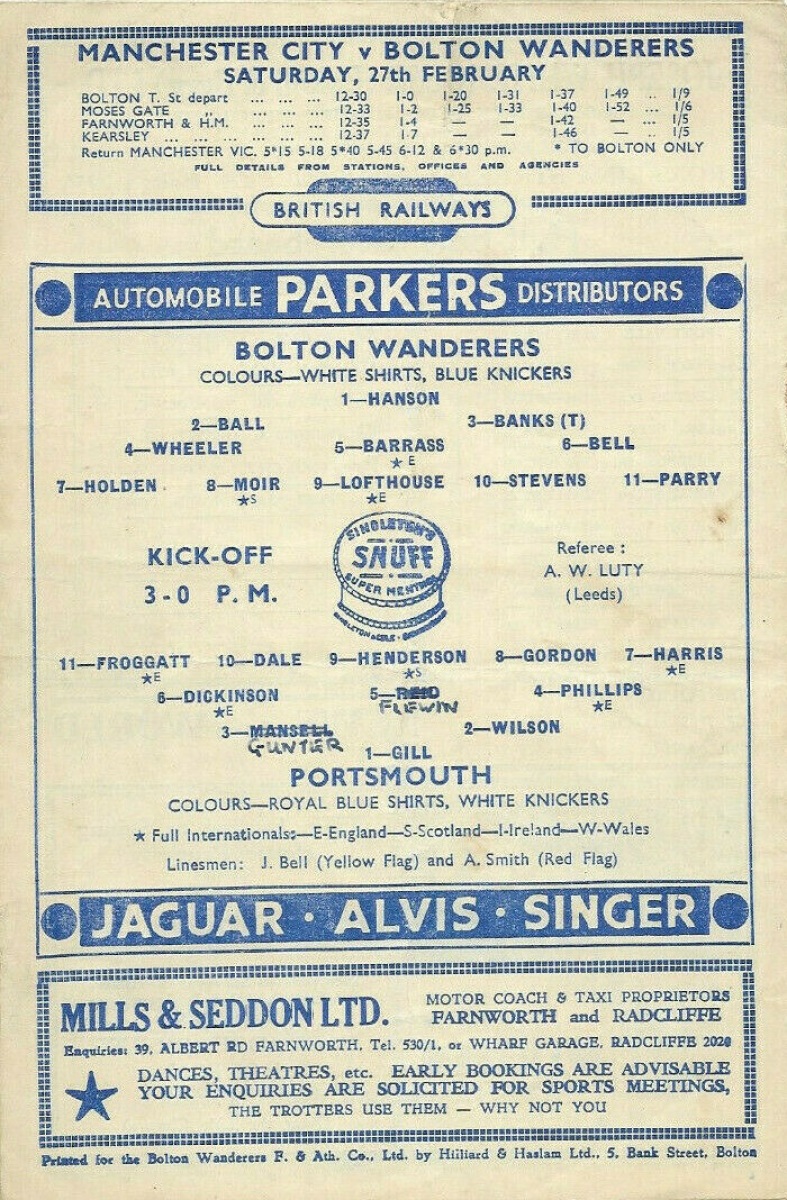 MANCHESTER CITY v BOLTON WANDERERS
SATURDAY, 27th FEBRUARY
BOLTON T. St depart ... ... ... 12-30 1-0 1-20 1-31 1-37 1-49 .. 1/9
MOSES GATE „ ... ... ... 12-33 1-2 1-25 1-33 1-40 1-52 ... 1/6
FARNWORTH & H.M. ... ... ... 12-35 1-4 — — 1-42 — ... 1/5
KEARSLEY ... ... ... ... ... ... 12-37 1-7 — — 1-46 — .. 1/5
Return MANCHESTER VIC. 5*15 5-18 5*40 5-45 6-12 & 6*30 p.m. * TO BOLTON ONLY
FULL DETAILS FROM STATIONS, OFFICES AND AGENCIES
BRITISH RAILWAYS
AUTOMOBILE PARKERS DISTRIBUTORS
BOLTON WANDERERS
COLOURS—WHITE SHIRTS, BLUE KNICKERS
1—HANSON
2—BALL 3—BANKS (T)
4—WHEELER 5—BARRASS 6—BELL
★E
7—HOLDEN 8—MOIR 9—LOFTHOUSE 10—STEVENS 11—PARRY
★S ★E
SINGLETON'S
SNUFF
SUPER MENTHOL
KICK-OFF
3-0 P. M.
Referee :
A. W. LUTY
(Leeds)
11—FROGGATT 10—DALE 9—HENDERSON 8—GORDON 7—HARRIS
★E ★S ★E
6—DICKINSON 5—REID 4—PHILLIPS
★E FLEWIN ★E
3—MANSELL 2—WILSON
GUNTER
1—GILL
PORTSMOUTH
COLOURS—ROYAL BLUE SHIRTS, WHITE KNICKERS
★ Full Internationals:—E-England—S-Scotland—I-Ireland—W-Wales
Linesmen: J. Bell (Yellow Flag) and A. Smith (Red Flag)
JAGUAR · ALVIS · SINGER
MILLS & SEDDON LTD. MOTOR COACH & TAXI PROPRIETORS
FARNWORTH and RADCLIFFE
Enquiries: 39, ALBERT RD FARNWORTH. Tel. 530/1, or WHARF GARAGE, RADCLIFFE 2028
DANCES, THEATRES, etc. EARLY BOOKINGS ARE ADVISABLE
YOUR ENQUIRIES ARE SOLICITED FOR SPORTS MEETINGS,
THE TROTTERS USE THEM — WHY NOT YOU
Printed for the Bolton Wanderers F. & Ath. Co., Ltd. by Hilliard & Haslam Ltd., 5, Bank Street, Bolton